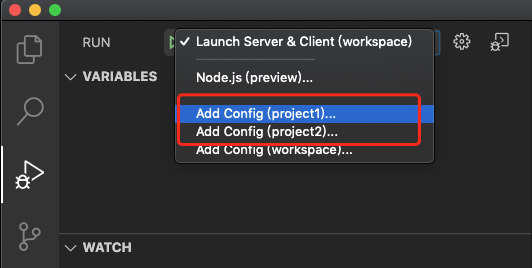 RUN
✓ Launch Server & Client (workspace)
VARIABLES
Node.js (preview)...
Add Config (project1)...
Add Config (project2)...
Add Config (workspace)...
WATCH